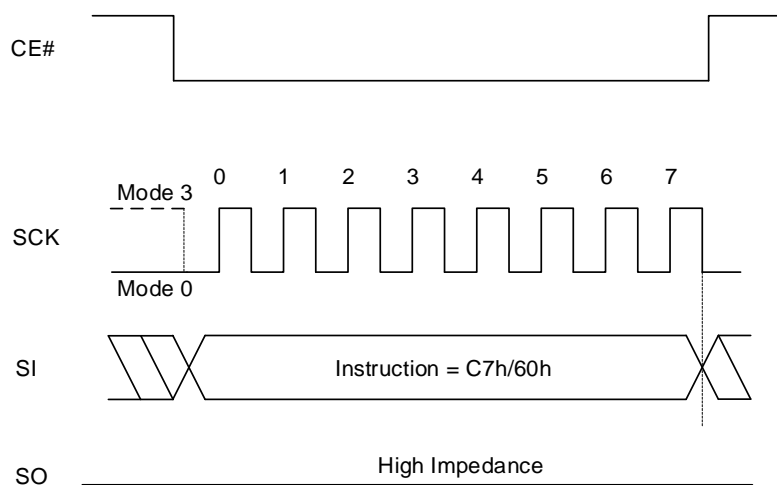 CE#
0 1 2 3 4 5 6 7
Mode 3
SCK
Mode 0
SI
Instruction = C7h/60h
High Impedance
SO